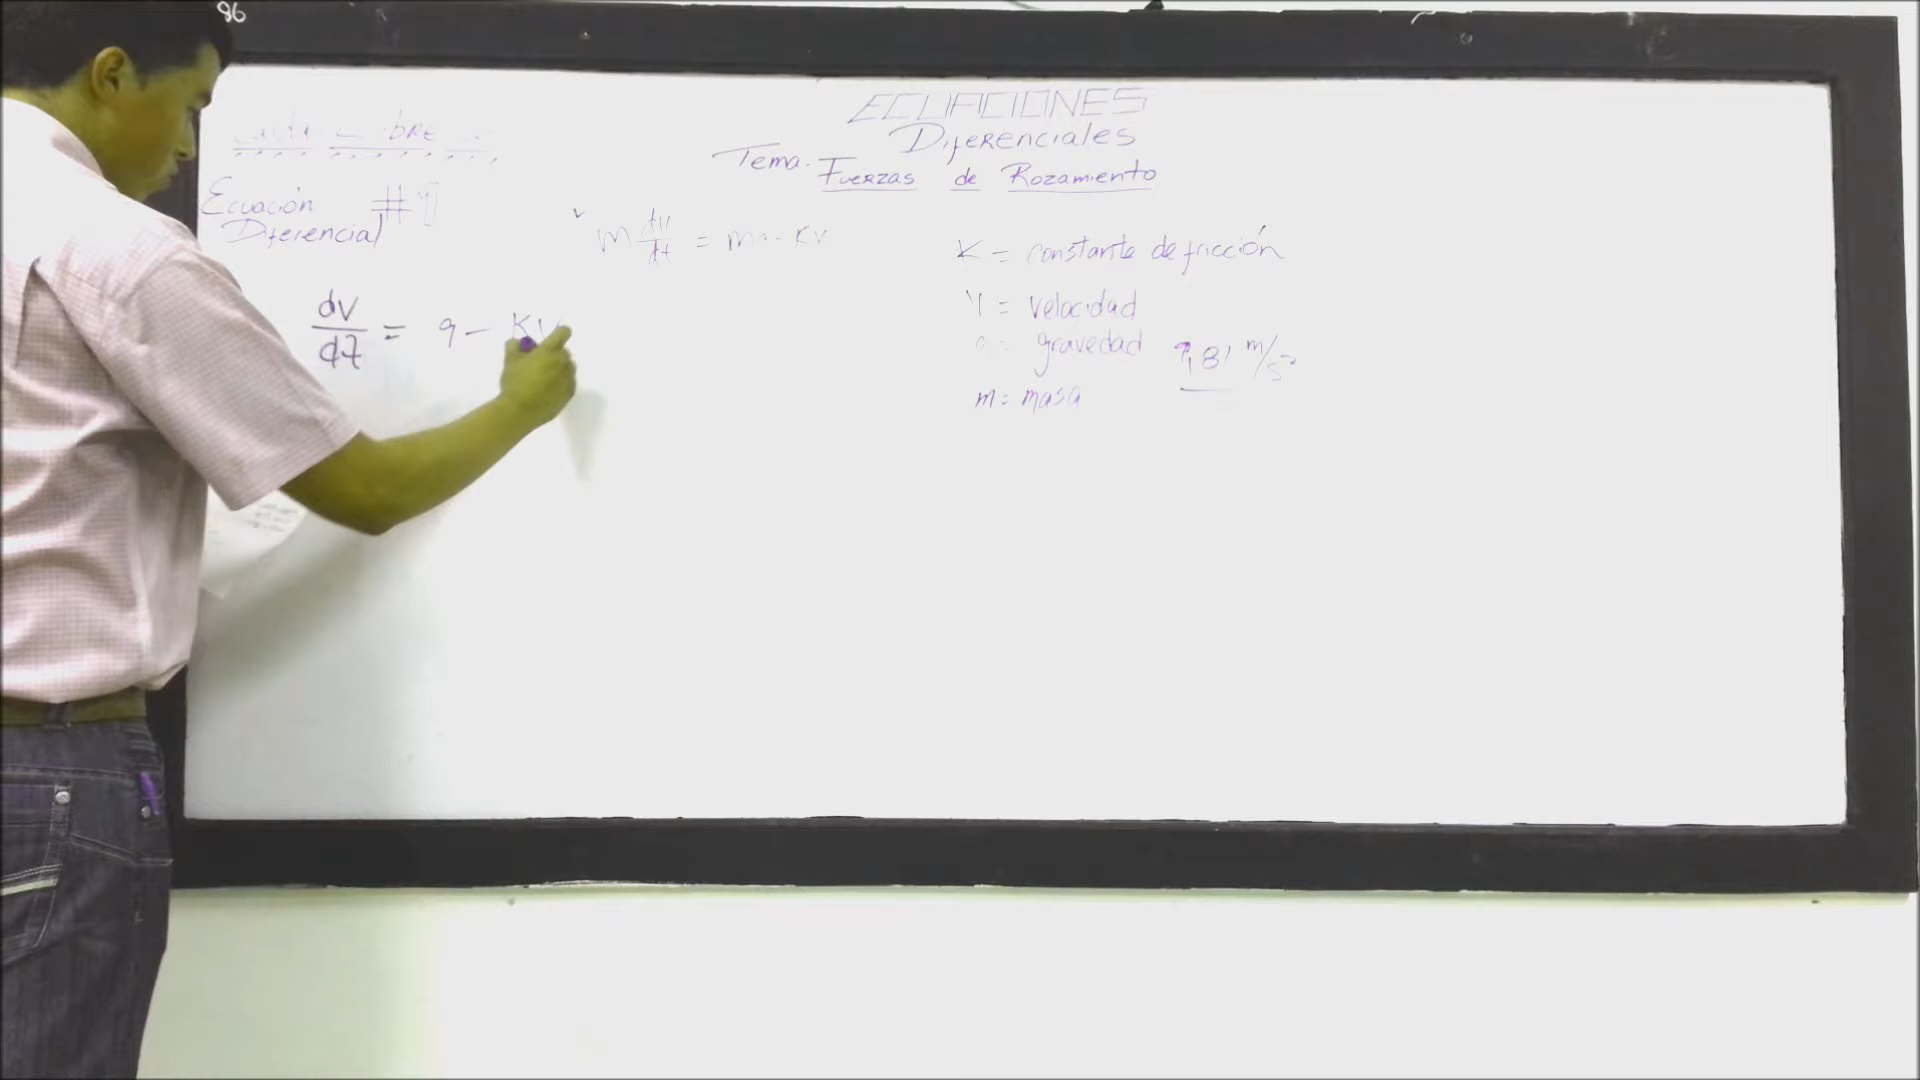 ECUACIONES
Diferenciales
Tema. Fuerzas de Rozamiento
Ecuación #1
Diferencial
m dv/dt = mg - Kv
K = constante de fricción
V = velocidad
g = gravedad 9,81 m/s²
m = masa
dv/dt = g - Kv